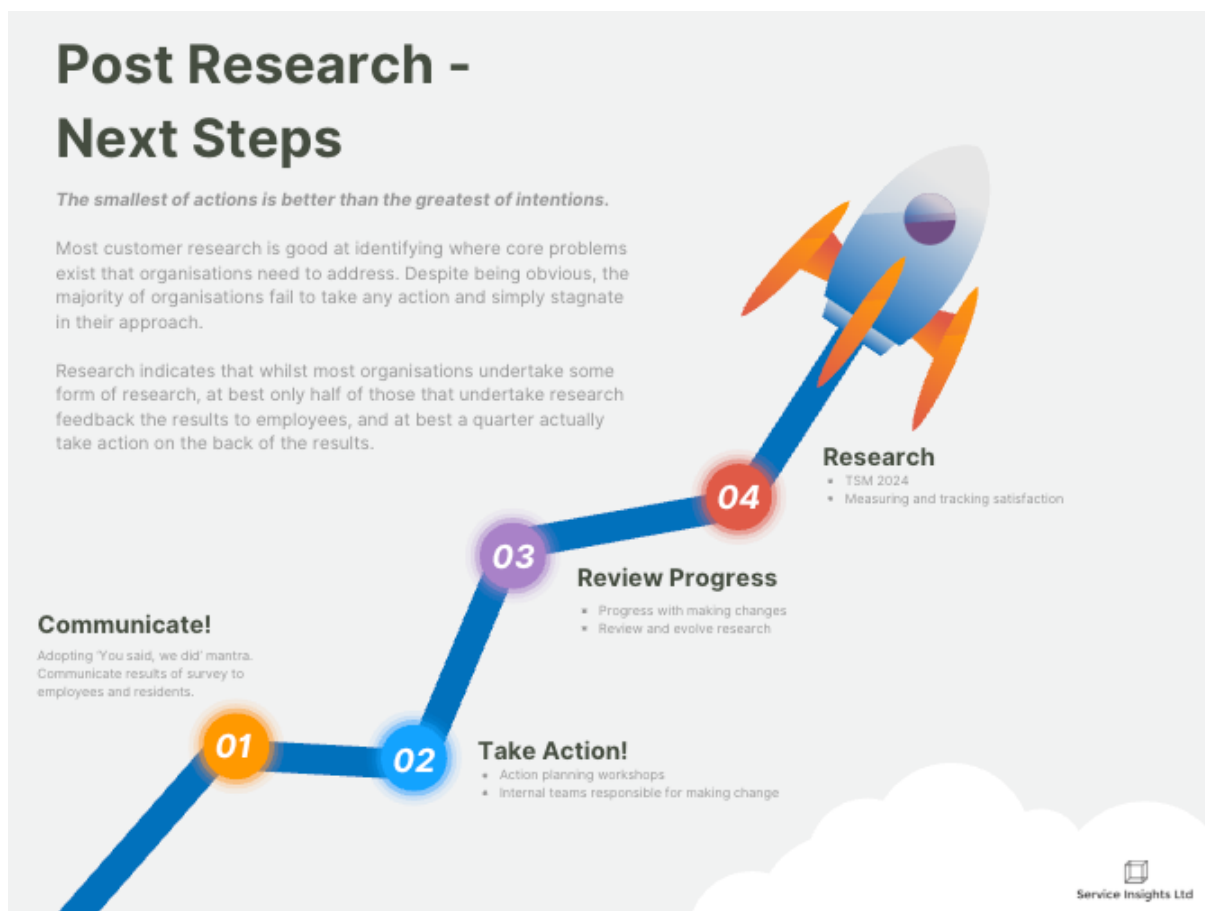 Post Research -
Next Steps
The smallest of actions is better than the greatest of intentions.
Most customer research is good at identifying where core problems
exist that organisations need to address. Despite being obvious, the
majority of organisations fail to take any action and simply stagnate
in their approach.
Research indicates that whilst most organisations undertake some
form of research, at best only half of those that undertake research
feedback the results to employees, and at best a quarter actually
take action on the back of the results.
Communicate!
Adopting 'You said, we did' mantra.
Communicate results of survey to
employees and residents.
01
02
Take Action!
• Action planning workshops
• Internal teams responsible for making change
03
Review Progress
• Progress with making changes
• Review and evolve research
04
Research
• TSM 2024
• Measuring and tracking satisfaction
Service Insights Ltd